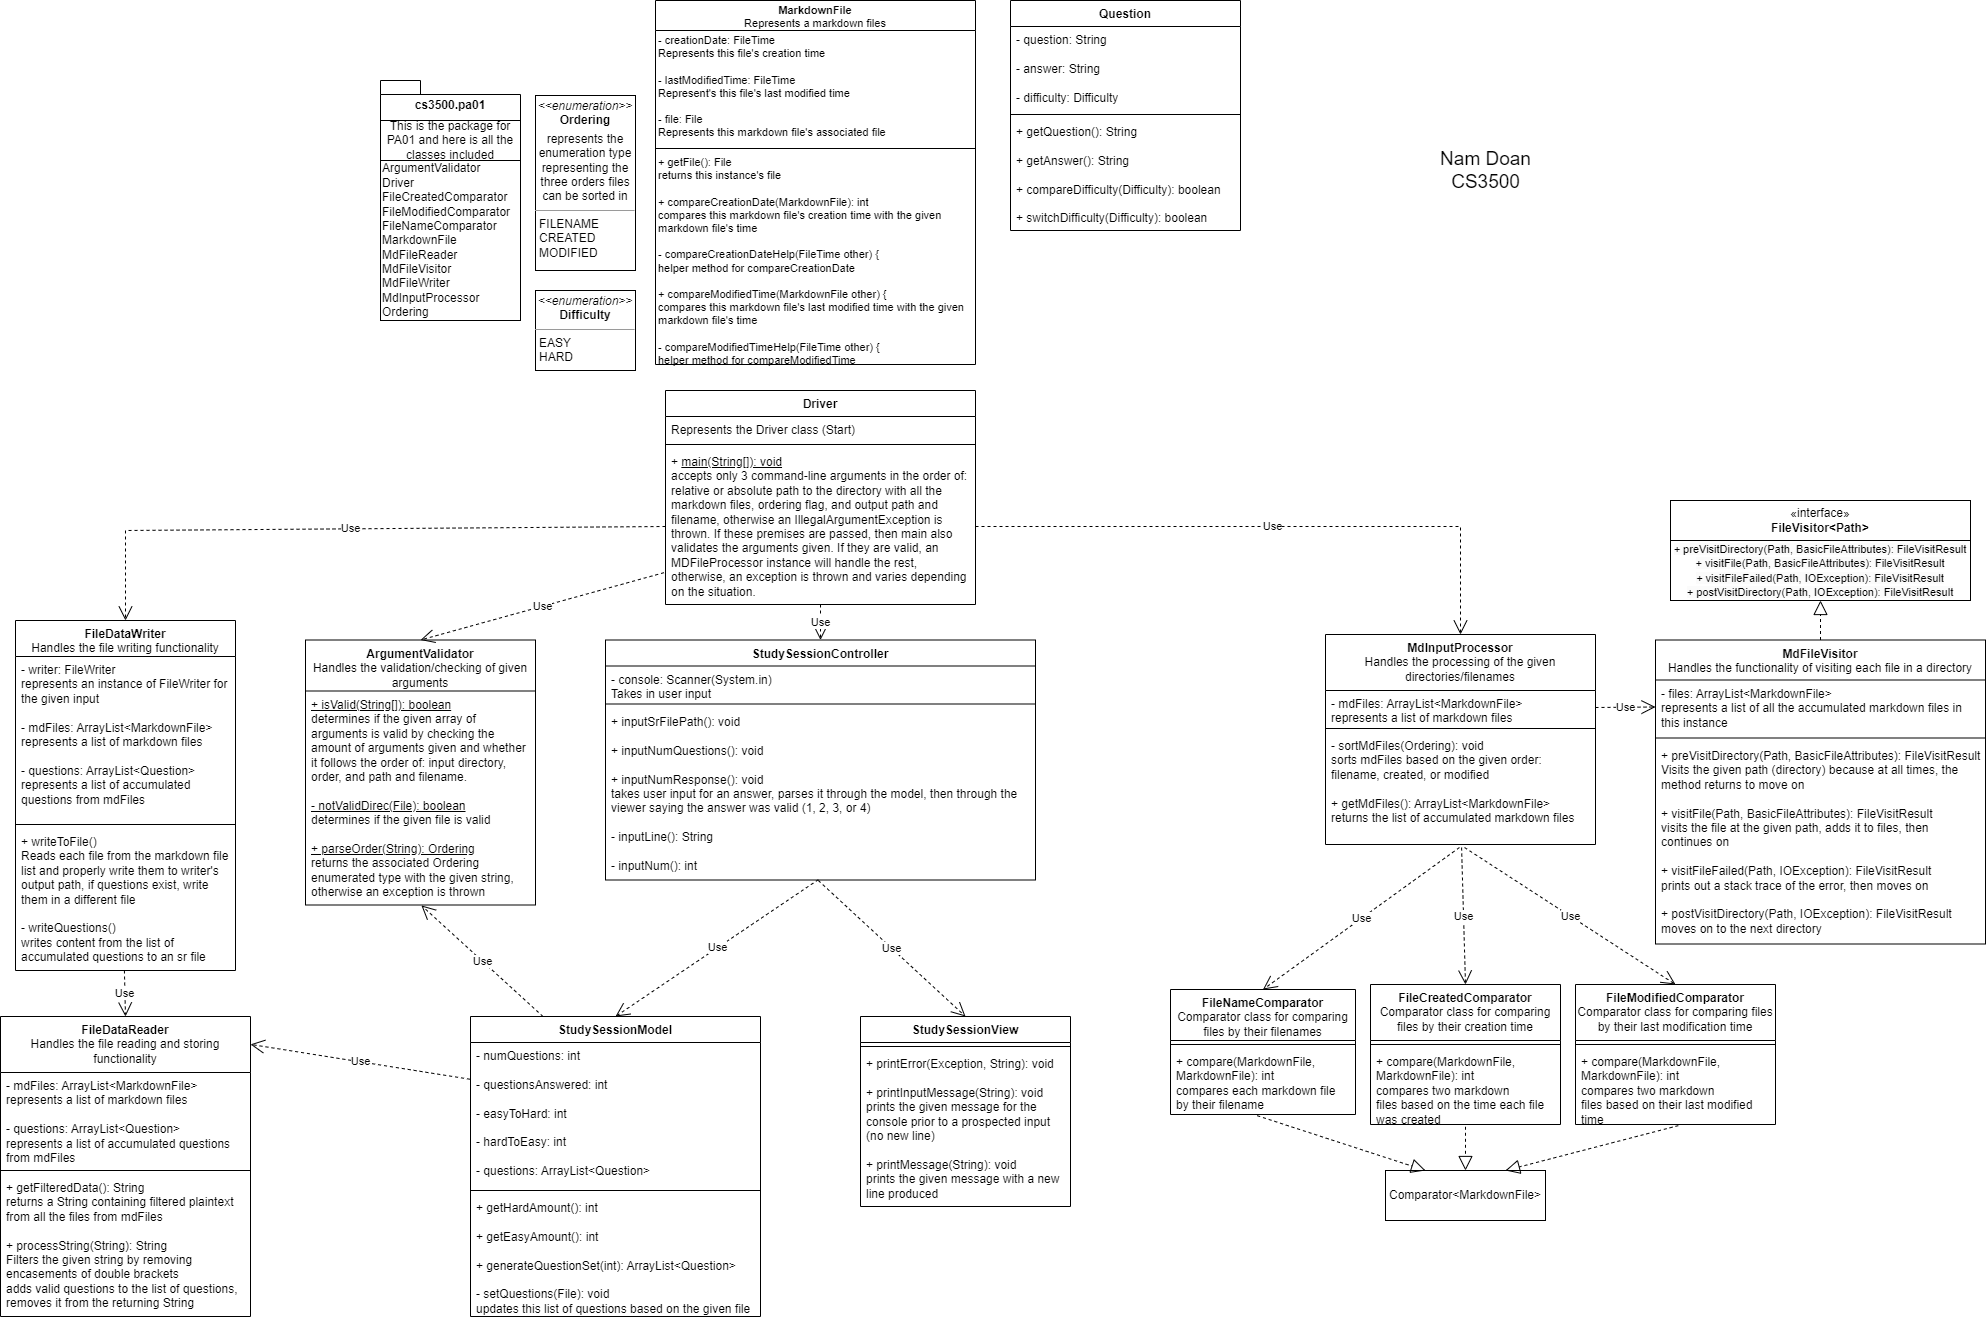 MarkdownFile
Represents a markdown files
- creationDate: FileTime
Represents this file's creation time
- lastModifiedTime: FileTime
Represent's this file's last modified time
- file: File
Represents this markdown file's associated file
+ getFile(): File
returns this instance's file
+ compareCreationDate(MarkdownFile): int
compares this markdown file's creation time with the given
markdown file's time
- compareCreationDateHelp(FileTime other) {
helper method for compareCreationDate
+ compareModifiedTime(MarkdownFile other) {
compares this markdown file's last modified time with the given
markdown file's time
- compareModifiedTimeHelp(FileTime other) {
helper method for compareModifiedTime
Question
- question: String
- answer: String
- difficulty: Difficulty
+ getQuestion(): String
+ getAnswer(): String
+ compareDifficulty(Difficulty): boolean
+ switchDifficulty(Difficulty): boolean
Nam Doan
CS3500
cs3500.pa01
This is the package for
PA01 and here is all the
classes included
ArgumentValidator
Driver
FileCreatedComparator
FileModifiedComparator
FileNameComparator
MarkdownFile
MdFileReader
MdFileVisitor
MdFileWriter
MdInputProcessor
Ordering
<<enumeration>>
Ordering
represents the
enumeration type
representing the
three orders files
can be sorted in
FILENAME
CREATED
MODIFIED
<<enumeration>>
Difficulty
EASY
HARD
Driver
Represents the Driver class (Start)
+ main(String[]): void
accepts only 3 command-line arguments in the order of:
relative or absolute path to the directory with all the
markdown files, ordering flag, and output path and
filename, otherwise an IllegalArgumentException is
thrown. If these premises are passed, then main also
validates the arguments given. If they are valid, an
MDFileProcessor instance will handle the rest,
otherwise, an exception is thrown and varies depending
on the situation.
Use
Use
Use
Use
«interface»
FileVisitor<Path>
+ preVisitDirectory(Path, BasicFileAttributes): FileVisitResult
+ visitFile(Path, BasicFileAttributes): FileVisitResult
+ visitFileFailed(Path, IOException): FileVisitResult
+ postVisitDirectory(Path, IOException): FileVisitResult
FileDataWriter
Handles the file writing functionality
- writer: FileWriter
represents an instance of FileWriter for
the given input
- mdFiles: ArrayList<MarkdownFile>
represents a list of markdown files
- questions: ArrayList<Question>
represents a list of accumulated
questions from mdFiles
+ writeToFile()
Reads each file from the markdown file
list and properly write them to writer's
output path, if questions exist, write
them in a different file
- writeQuestions()
writes content from the list of
accumulated questions to an sr file
Use
ArgumentValidator
Handles the validation/checking of given
arguments
+ isValid(String[]): boolean
determines if the given array of
arguments is valid by checking the
amount of arguments given and whether
it follows the order of: input directory,
order, and path and filename.
- notValidDirec(File): boolean
determines if the given file is valid
+ parseOrder(String): Ordering
returns the associated Ordering
enumerated type with the given string,
otherwise an exception is thrown
Use
StudySessionController
- console: Scanner(System.in)
Takes in user input
+ inputSrFilePath(): void
+ inputNumQuestions(): void
+ inputNumResponse(): void
takes user input for an answer, parses it through the model, then through the
viewer saying the answer was valid (1, 2, 3, or 4)
- inputLine(): String
- inputNum(): int
Use
Use
MdInputProcessor
Handles the processing of the given
directories/filenames
- mdFiles: ArrayList<MarkdownFile>
represents a list of markdown files
- sortMdFiles(Ordering): void
sorts mdFiles based on the given order:
filename, created, or modified
+ getMdFiles(): ArrayList<MarkdownFile>
returns the list of accumulated markdown files
Use
Use
Use
Use
MdFileVisitor
Handles the functionality of visiting each file in a directory
- files: ArrayList<MarkdownFile>
represents a list of all the accumulated markdown files in
this instance
+ preVisitDirectory(Path, BasicFileAttributes): FileVisitResult
Visits the given path (directory) because at all times, the
method returns to move on
+ visitFile(Path, BasicFileAttributes): FileVisitResult
visits the file at the given path, adds it to files, then
continues on
+ visitFileFailed(Path, IOException): FileVisitResult
prints out a stack trace of the error, then moves on
+ postVisitDirectory(Path, IOException): FileVisitResult
moves on to the next directory
FileDataReader
Handles the file reading and storing
functionality
- mdFiles: ArrayList<MarkdownFile>
represents a list of markdown files
- questions: ArrayList<Question>
represents a list of accumulated questions
from mdFiles
+ getFilteredData(): String
returns a String containing filtered plaintext
from all the files from mdFiles
+ processString(String): String
Filters the given string by removing
encasements of double brackets
adds valid questions to the list of questions,
removes it from the returning String
Use
StudySessionModel
- numQuestions: int
- questionsAnswered: int
- easyToHard: int
- hardToEasy: int
- questions: ArrayList<Question>
+ getHardAmount(): int
+ getEasyAmount(): int
+ generateQuestionSet(int): ArrayList<Question>
- setQuestions(File): void
updates this list of questions based on the given file
StudySessionView
+ printError(Exception, String): void
+ printInputMessage(String): void
prints the given message for the
console prior to a prospected input
(no new line)
+ printMessage(String): void
prints the given message with a new
line produced
FileNameComparator
Comparator class for comparing
files by their filenames
+ compare(MarkdownFile,
MarkdownFile): int
compares each markdown file
by their filename
FileCreatedComparator
Comparator class for comparing
files by their creation time
+ compare(MarkdownFile,
MarkdownFile): int
compares two markdown
files based on the time each file
was created
FileModifiedComparator
Comparator class for comparing files
by their last modification time
+ compare(MarkdownFile,
MarkdownFile): int
compares two markdown
files based on their last modified
time
Comparator<MarkdownFile>